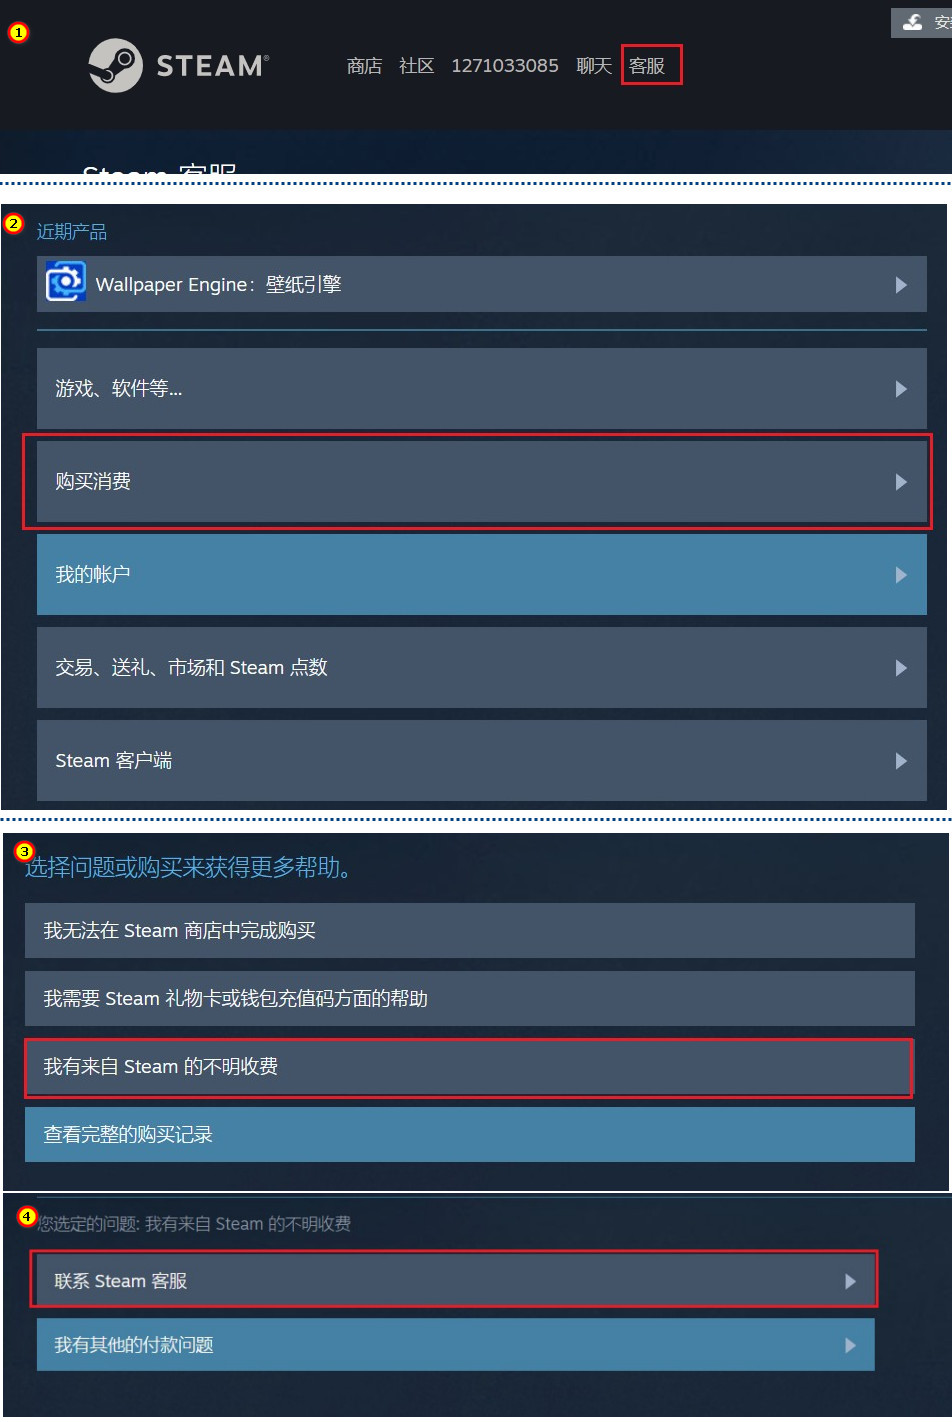 1
安
STEAM®
商店 社区 1271033085 聊天 客服
Steam 客服
2
近期产品
Wallpaper Engine：壁纸引擎
游戏、软件等...
购买消费
我的帐户
交易、送礼、市场和 Steam 点数
Steam 客户端
3
选择问题或购买来获得更多帮助。
我无法在 Steam 商店中完成购买
我需要 Steam 礼物卡或钱包充值码方面的帮助
我有来自 Steam 的不明收费
查看完整的购买记录
4
您选定的问题: 我有来自 Steam 的不明收费
联系 Steam 客服
我有其他的付款问题